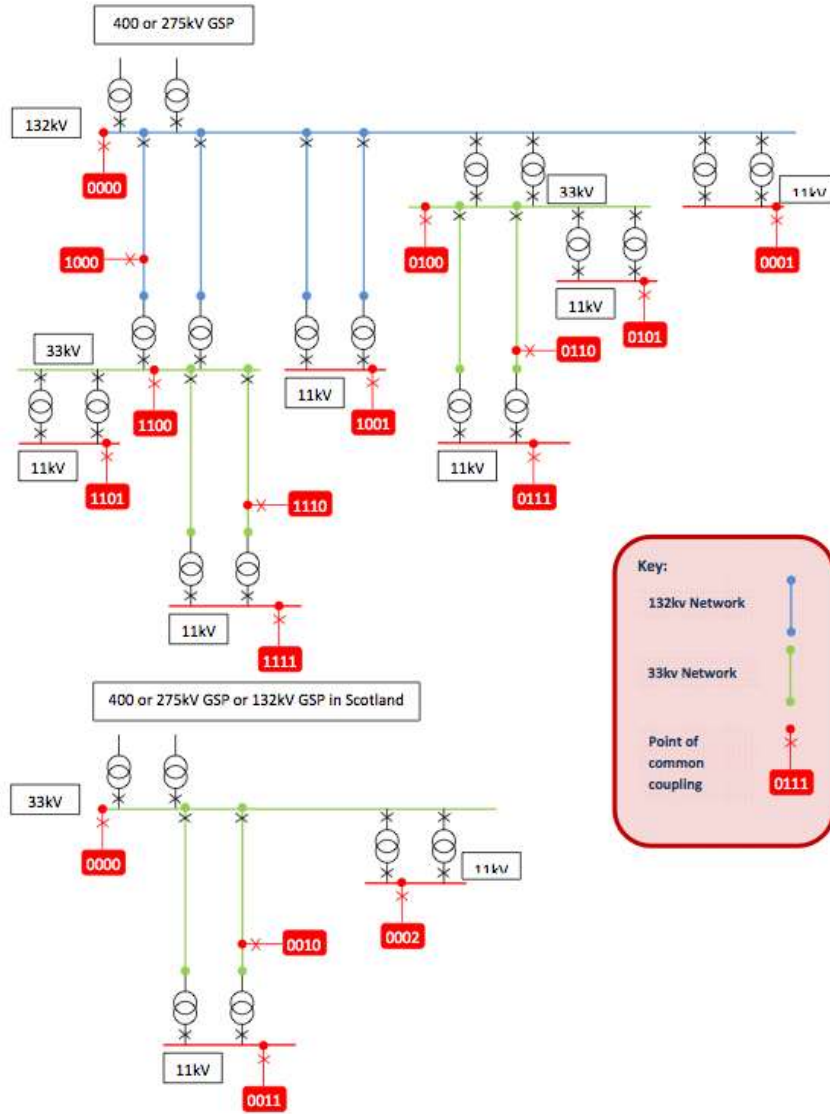 400 or 275kV GSP
132kV
0000
33kV
11kV
1000
0100
0001
11kV
0101
0110
33kV
11kV
1100
1001
11kV
0111
11kV
1101
1110
11kV
1111
Key:
132kv Network
33kv Network
Point of
common
coupling
0111
400 or 275kV GSP or 132kV GSP in Scotland
33kV
0000
11kV
0002
0010
11kV
0011